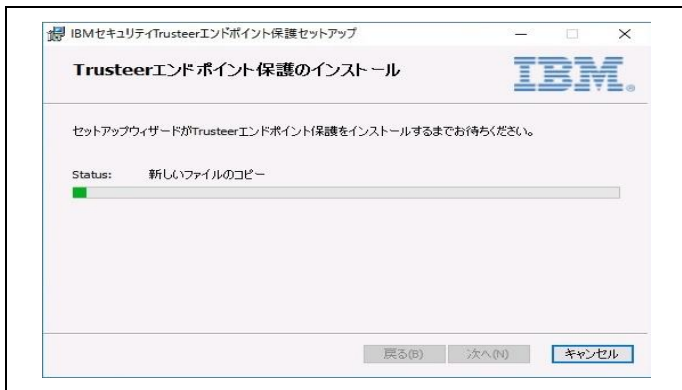 IBMセキュリティTrusteerエンドポイント保護セットアップ
Trusteerエンドポイント保護のインストール
IBM®
セットアップウィザードがTrusteerエンドポイント保護をインストールするまでお待ちください。
Status: 新しいファイルのコピー
戻る(B) 次へ(N) キャンセル